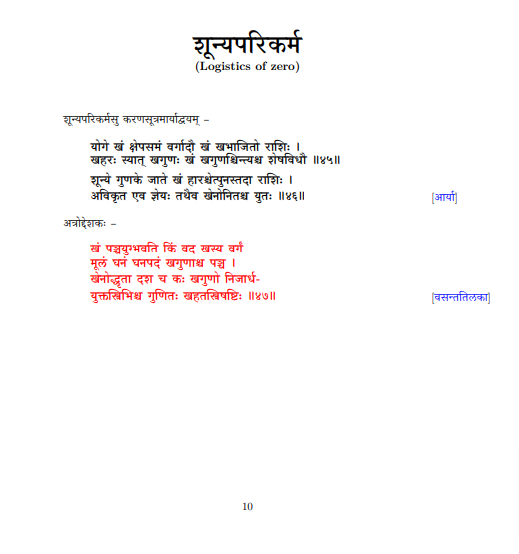 शून्यपरिकर्म
(Logistics of zero)
शून्यपरिकर्मसु करणसूत्रमार्याद्वयम् –
योगे खं क्षेपसमं वर्गादौ खं खभाजितो राशिः ।
खहरः स्यात् खगुणः खं खगुणश्चिन्त्यश्च शेषविधौ ॥४५॥
शून्ये गुणके जाते खं हारश्चेत्पुनस्तदा राशिः ।
अविकृत एव ज्ञेयः तथैव खेनोनितश्च युतः ॥४६॥ [आर्या]
अत्रोद्देशकः –
खं पञ्चयुग्भवति किं वद खस्य वर्गं
मूलं घनं घनपदं खगुणाश्च पञ्च ।
खेनोद्धृता दश च कः खगुणो निजार्ध-
युक्तस्त्रिभिश्च गुणितः खहतस्त्रिषष्टिः ॥४७॥ [वसन्ततिलका]
10